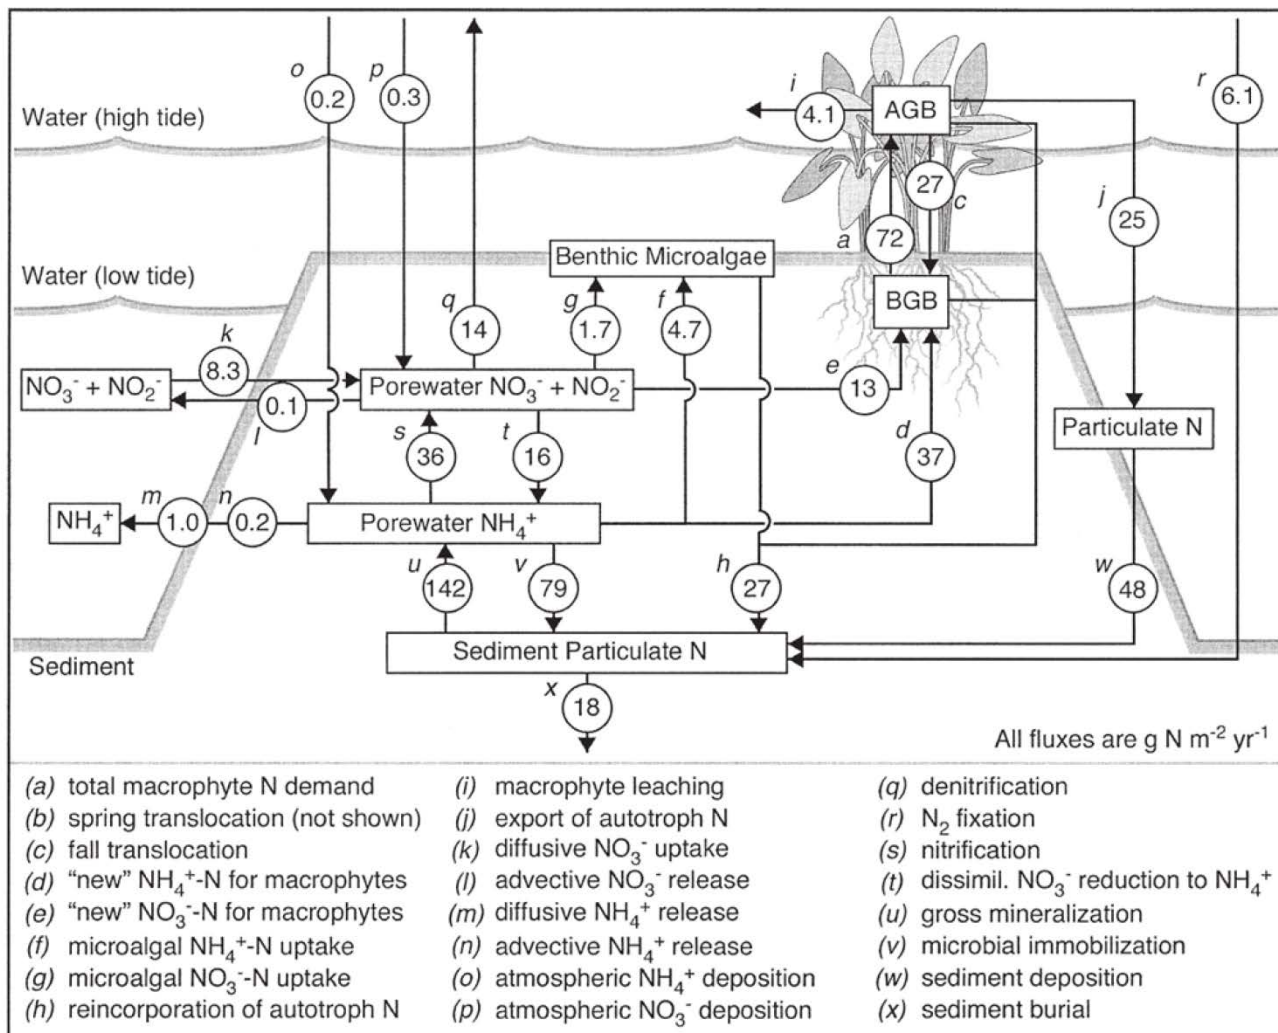 o
p
i
r
0.2
0.3
4.1
AGB
6.1
Water (high tide)
27
c
j
25
a
72
Benthic Microalgae
Water (low tide)
BGB
q
g
f
14
1.7
4.7
k
8.3
e
NO₃⁻ + NO₂⁻
Porewater NO₃⁻ + NO₂⁻
13
0.1
l
s
t
d
Particulate N
36
16
37
m
n
NH₄⁺
1.0
0.2
Porewater NH₄⁺
u
v
h
w
142
79
27
48
Sediment
Sediment Particulate N
x
18
All fluxes are g N m⁻² yr⁻¹
(a) total macrophyte N demand
(b) spring translocation (not shown)
(c) fall translocation
(d) “new” NH₄⁺-N for macrophytes
(e) “new” NO₃⁻-N for macrophytes
(f) microalgal NH₄⁺-N uptake
(g) microalgal NO₃⁻-N uptake
(h) reincorporation of autotroph N
(i) macrophyte leaching
(j) export of autotroph N
(k) diffusive NO₃⁻ uptake
(l) advective NO₃⁻ release
(m) diffusive NH₄⁺ release
(n) advective NH₄⁺ release
(o) atmospheric NH₄⁺ deposition
(p) atmospheric NO₃⁻ deposition
(q) denitrification
(r) N₂ fixation
(s) nitrification
(t) dissimil. NO₃⁻ reduction to NH₄⁺
(u) gross mineralization
(v) microbial immobilization
(w) sediment deposition
(x) sediment burial